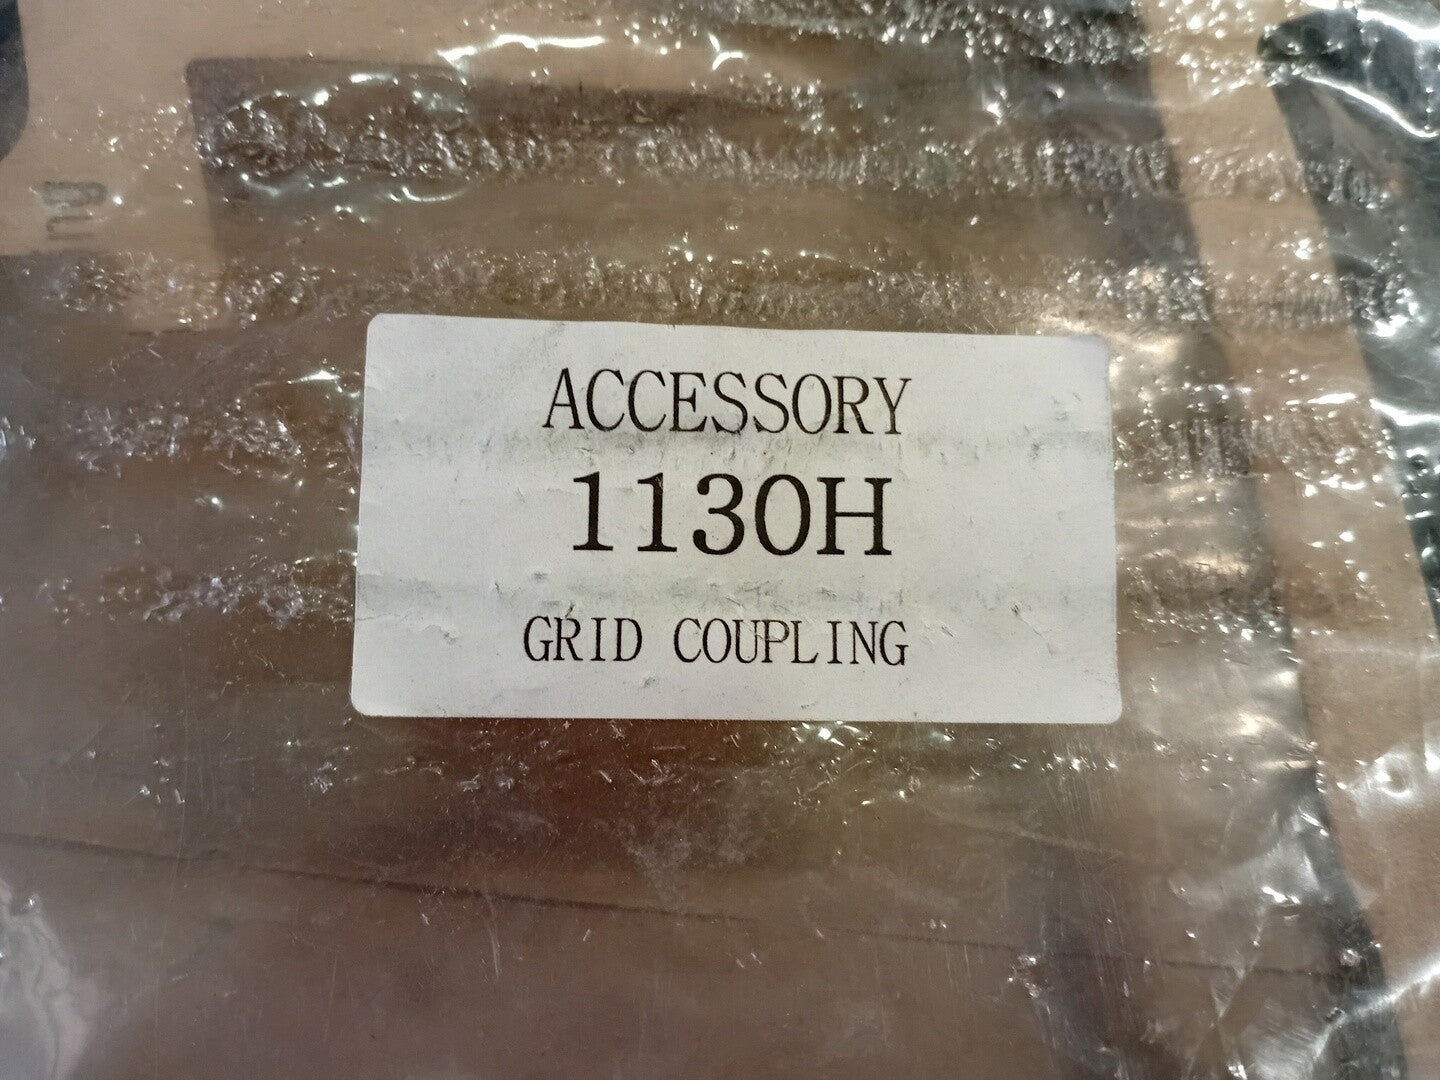 ACCESSORY
1130H
GRID COUPLING